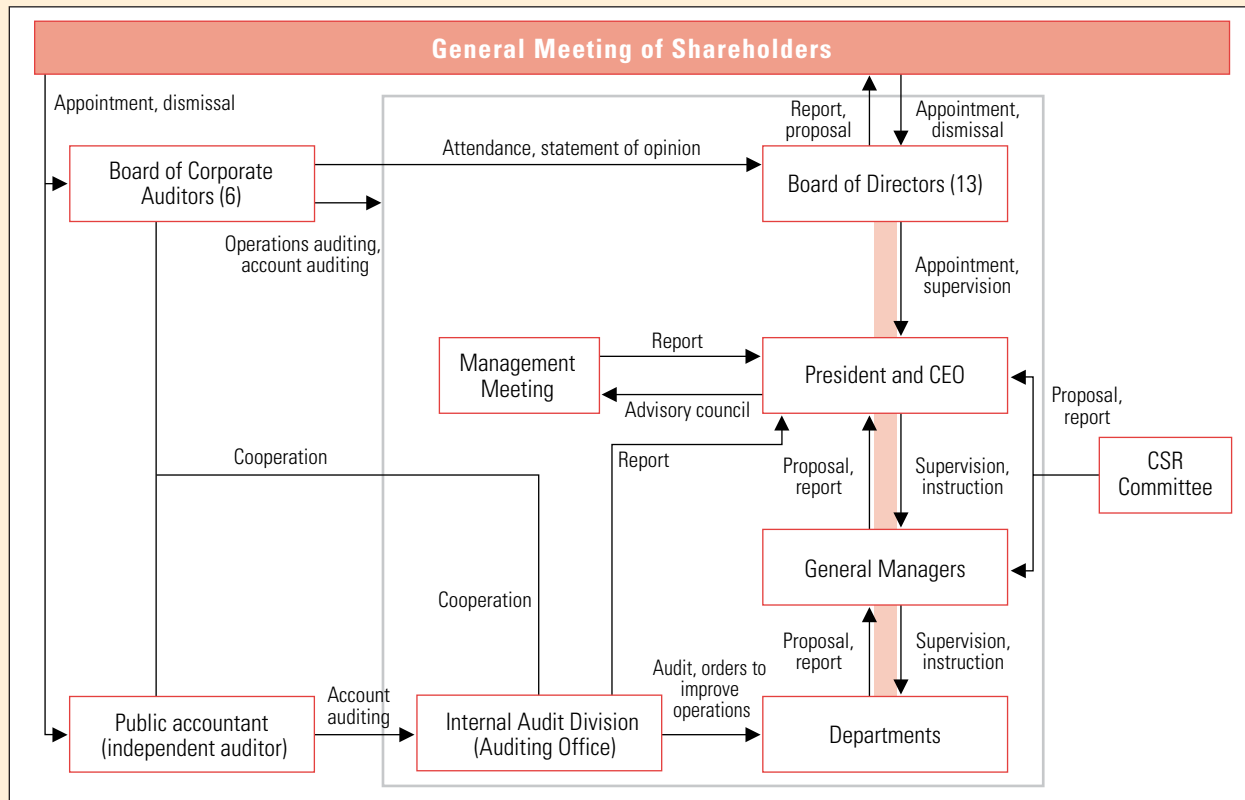 General Meeting of Shareholders
Appointment, dismissal
Report,
proposal
Appointment,
dismissal
Attendance, statement of opinion
Board of Corporate
Auditors (6)
Board of Directors (13)
Operations auditing,
account auditing
Appointment,
supervision
Management
Meeting
Report
Advisory council
President and CEO
Proposal,
report
CSR
Committee
Cooperation
Report
Proposal,
report
Supervision,
instruction
General Managers
Cooperation
Proposal,
report
Supervision,
instruction
Public accountant
(independent auditor)
Account
auditing
Internal Audit Division
(Auditing Office)
Audit, orders to
improve
operations
Departments